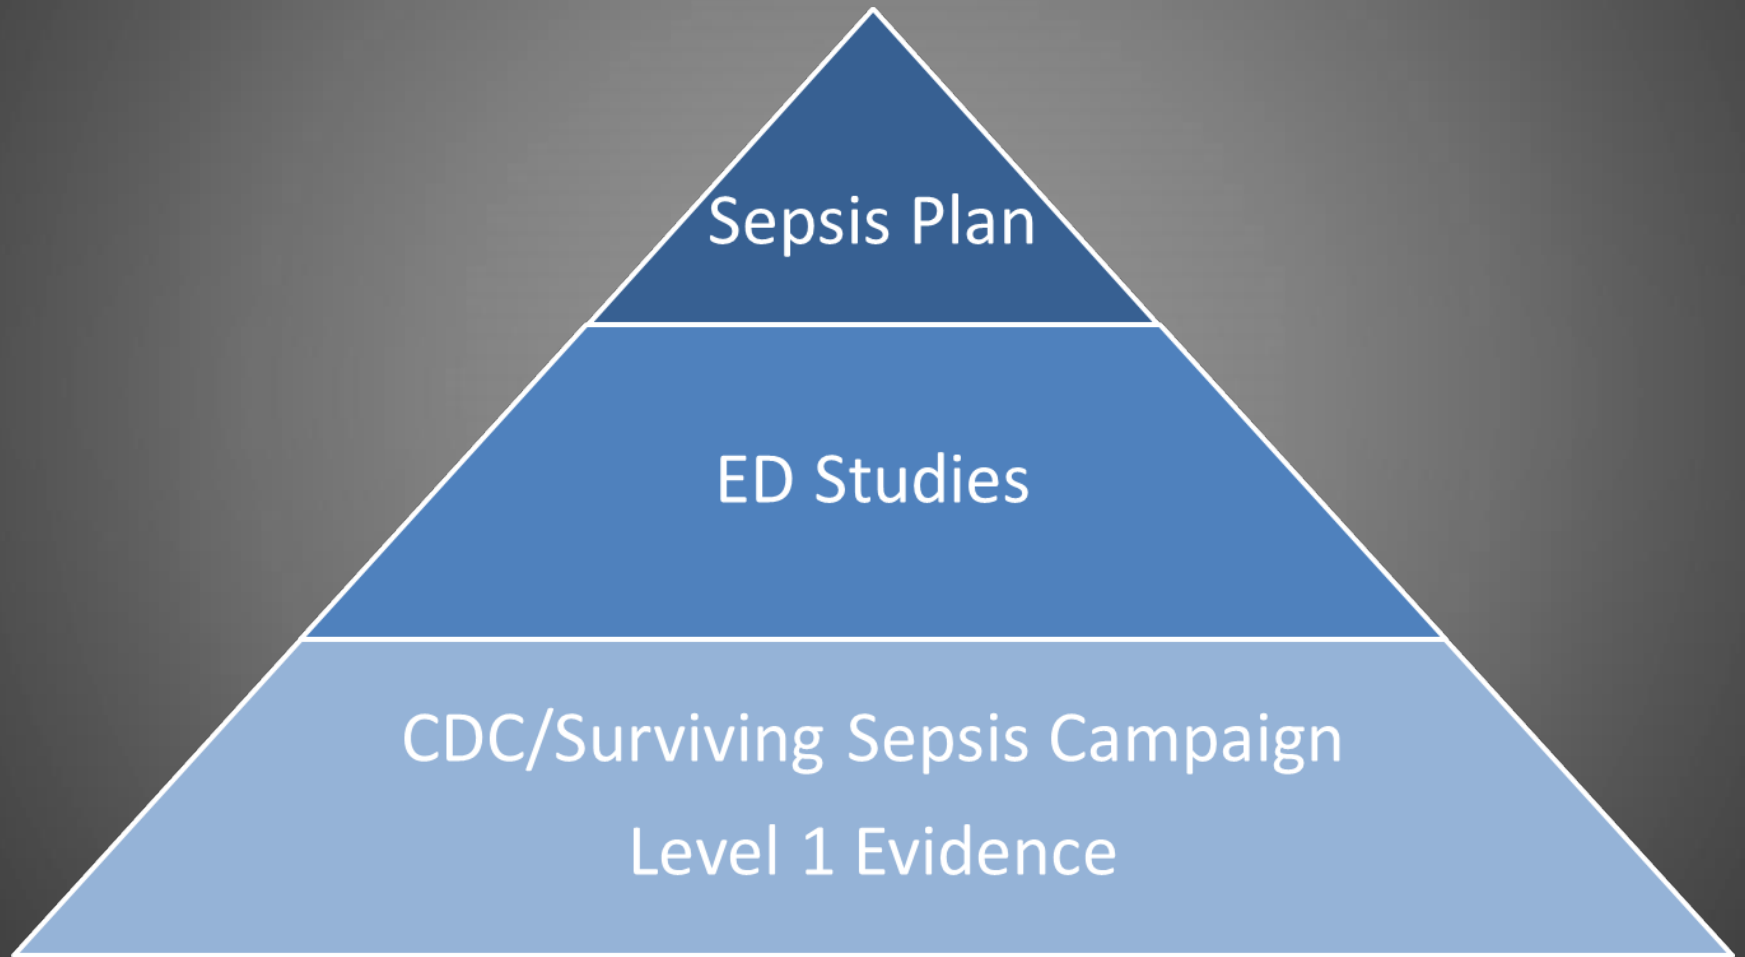 Sepsis Plan
ED Studies
CDC/Surviving Sepsis Campaign
Level 1 Evidence